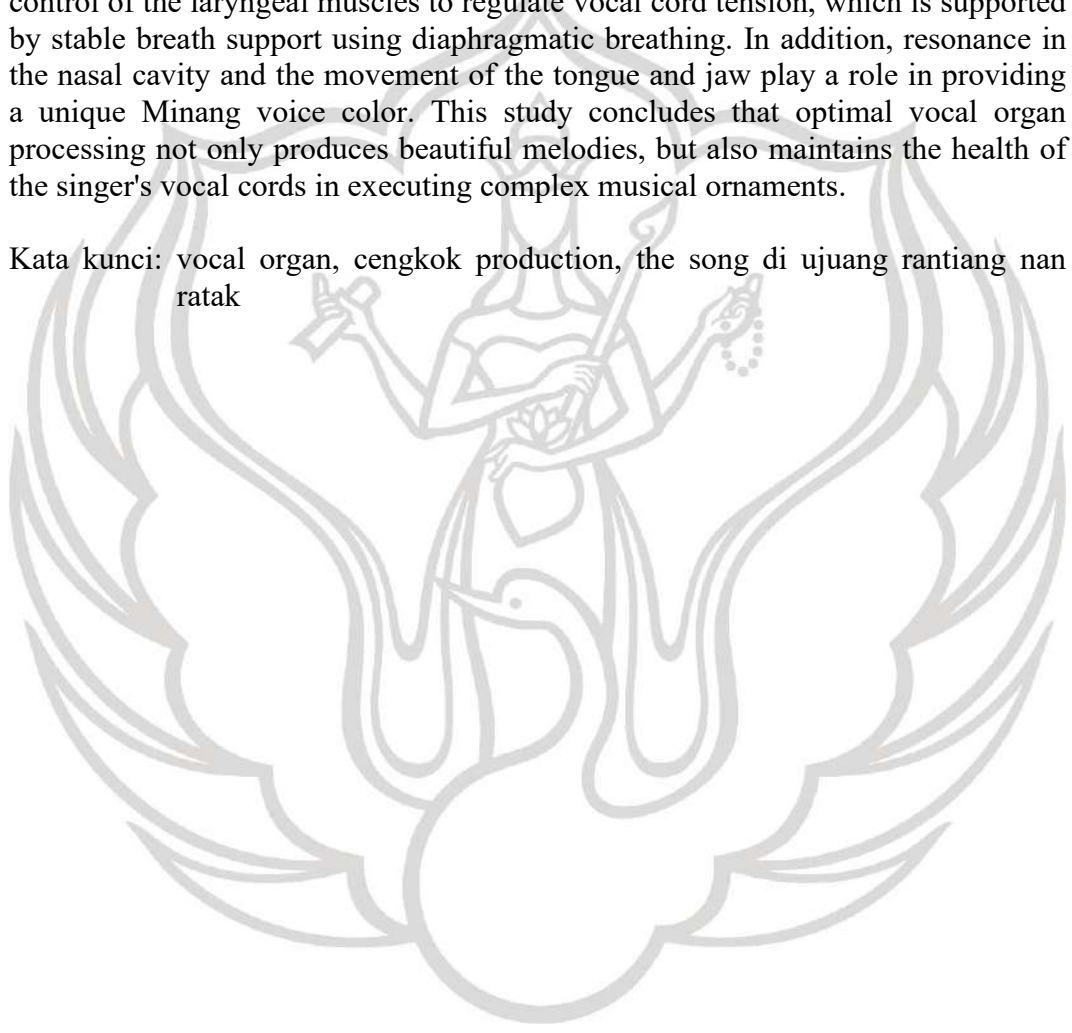 control of the laryngeal muscles to regulate vocal cord tension, which is supported
by stable breath support using diaphragmatic breathing. In addition, resonance in
the nasal cavity and the movement of the tongue and jaw play a role in providing
a unique Minang voice color. This study concludes that optimal vocal organ
processing not only produces beautiful melodies, but also maintains the health of
the singer's vocal cords in executing complex musical ornaments.
Kata kunci: vocal organ, cengkok production, the song di ujuang rantiang nan
ratak